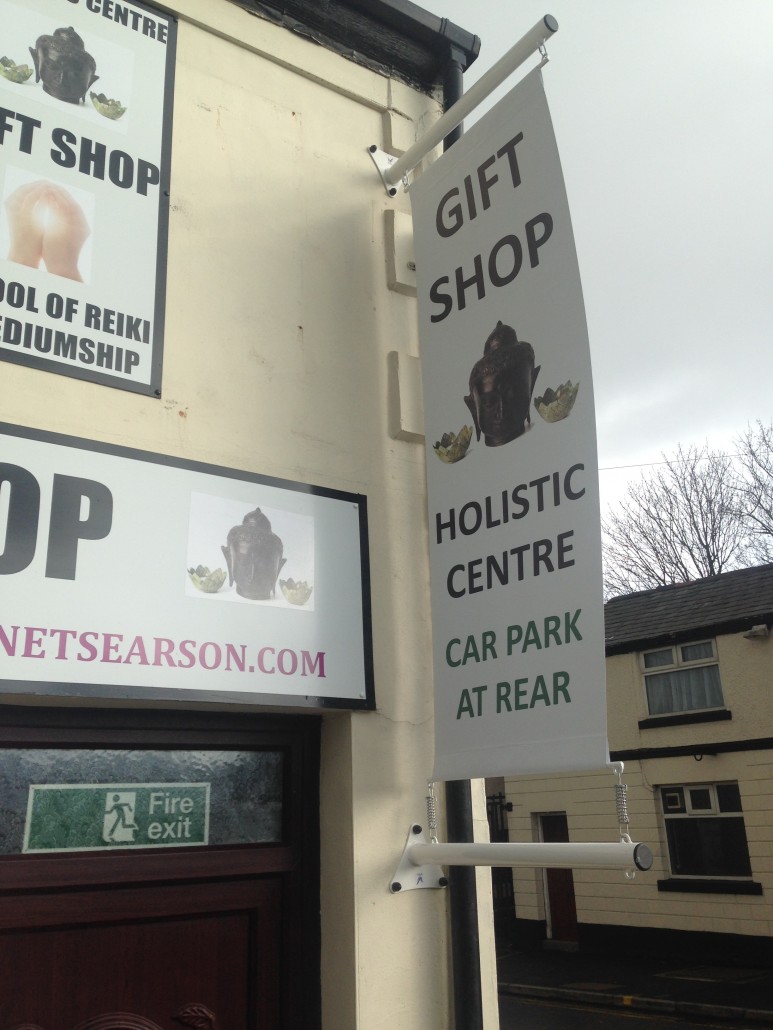 CENTRE
FT SHOP
OOL OF REIKI
EDIUMSHIP
OP
NETSEARSON.COM
Fire
exit
GIFT
SHOP
HOLISTIC
CENTRE
CAR PARK
AT REAR